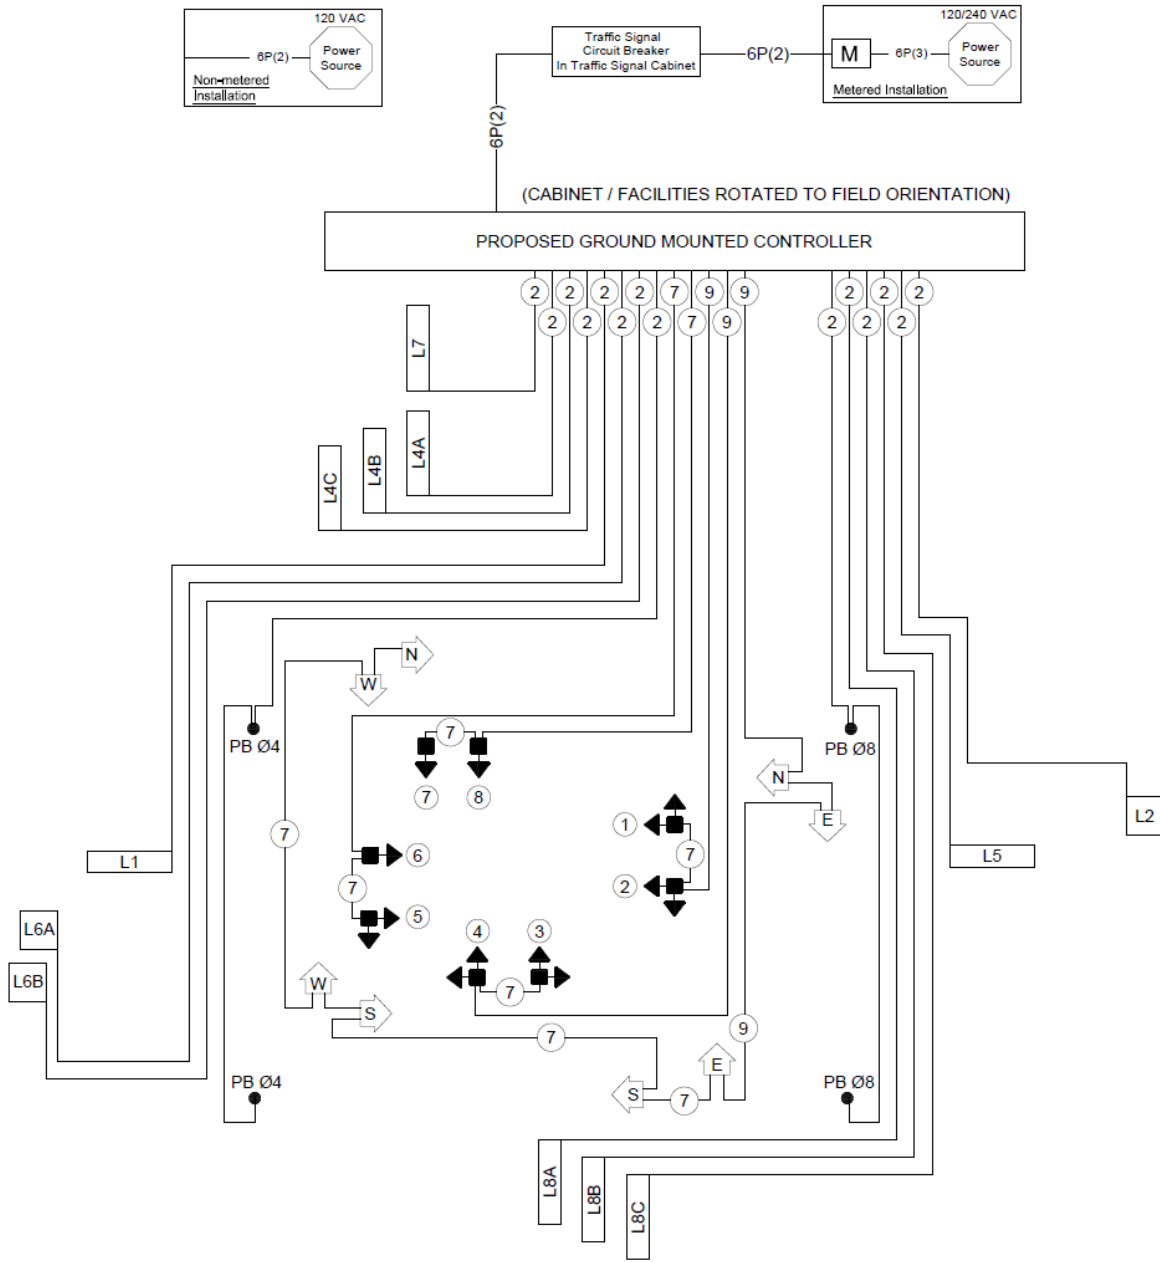 120 VAC
6P(2)
Power
Source
Non-metered
Installation
Traffic Signal
Circuit Breaker
In Traffic Signal Cabinet
6P(2)
120/240 VAC
M
6P(3)
Power
Source
Metered Installation
6P(2)
(CABINET / FACILITIES ROTATED TO FIELD ORIENTATION)
PROPOSED GROUND MOUNTED CONTROLLER
2 2 2 2 7 9 9 2 2 2
2 2 2 2 7 9 2 2 2
L7
L4A
L4B
L4C
N
W
PB Ø4
7
PB Ø8
N
7
8
E
L2
1
7
7
6
L1
L5
7
2
5
L6A
4
3
L6B
W
7
S
7
9
E
PB Ø4
S
7
PB Ø8
L8A
L8B
L8C